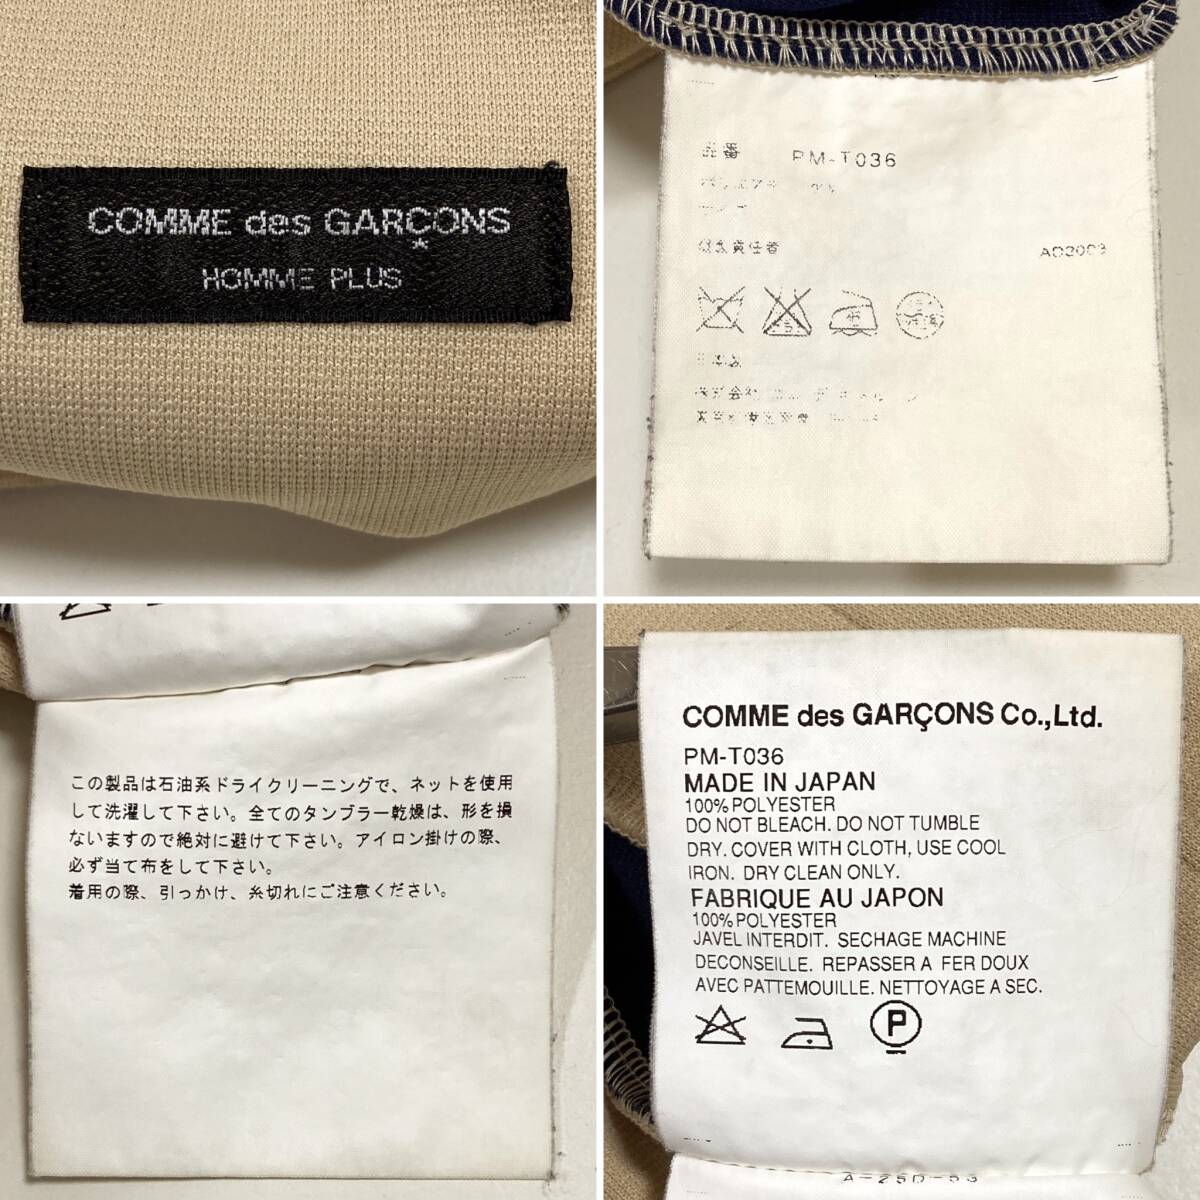 COMME des GARÇONS
HOMME PLUS
品番 PM-T036
AD2003
この製品は石油系ドライクリーニングで、ネットを使用
して洗濯して下さい。全てのタンブラー乾燥は、形を損
ないますので絶対に避けて下さい。アイロン掛けの際、
必ず当て布をして下さい。
着用の際、引っかけ、糸切れにご注意ください。
COMME des GARÇONS Co.,Ltd.
PM-T036
MADE IN JAPAN
100% POLYESTER
DO NOT BLEACH. DO NOT TUMBLE
DRY. COVER WITH CLOTH, USE COOL
IRON. DRY CLEAN ONLY.
FABRIQUE AU JAPON
100% POLYESTER
JAVEL INTERDIT. SECHAGE MACHINE
DECONSEILLE. REPASSER A FER DOUX
AVEC PATTEMOUILLE. NETTOYAGE A SEC.
P